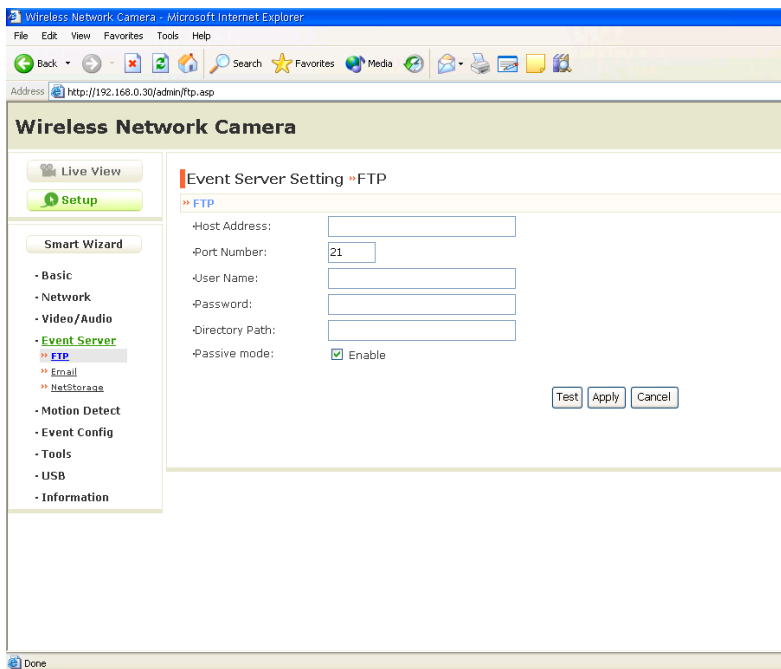 Wireless Network Camera - Microsoft Internet Explorer
File Edit View Favorites Tools Help
Back Search Favorites Media
Address http://192.168.0.30/admin/ftp.asp
Wireless Network Camera
Live View
Setup
Smart Wizard
- Basic
- Network
- Video/Audio
- Event Server
» FTP
» Email
» NetStorage
- Motion Detect
- Event Config
- Tools
- USB
- Information
Event Server Setting »FTP
» FTP
·Host Address:
·Port Number: 21
·User Name:
·Password:
·Directory Path:
·Passive mode: Enable
Test Apply Cancel
Done